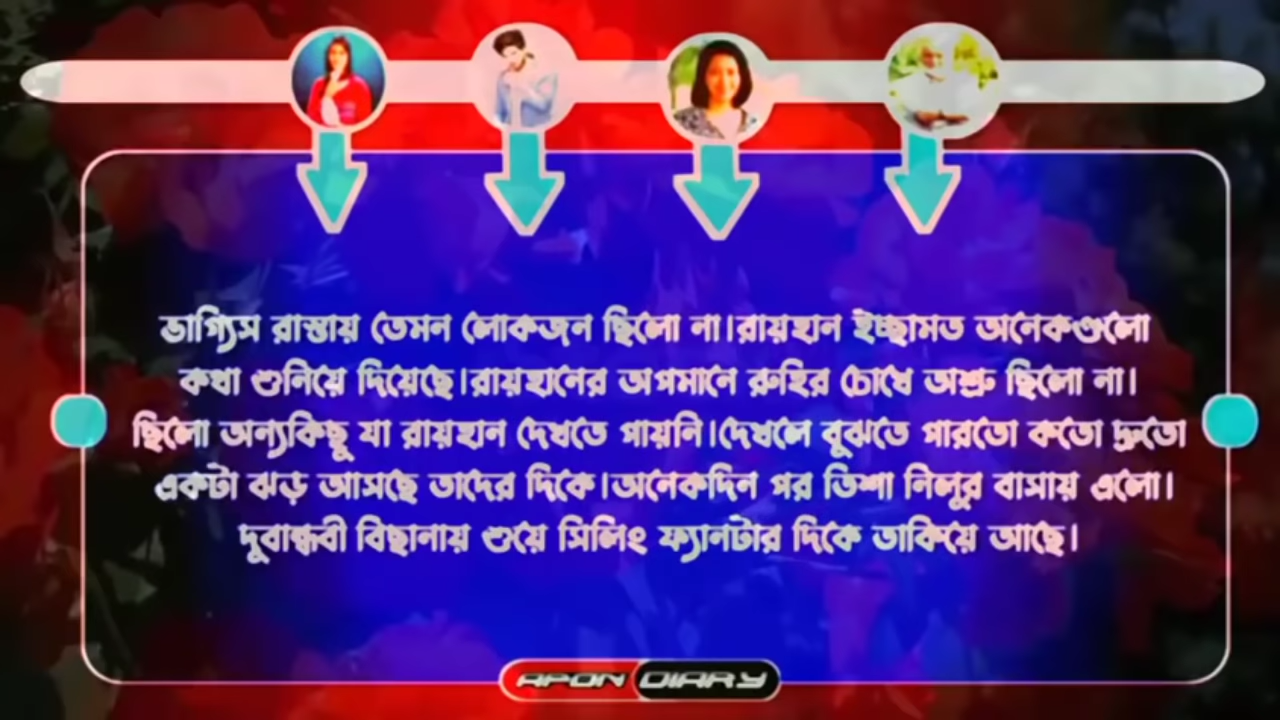 ভাগ্যিস রাস্তায় তেমন লোকজন ছিলো না।রায়হান ইচ্ছামত অনেকগুলো
কথা শুনিয়ে দিয়েছে।রায়হানের অপমানে রুহির চোখে অশ্রু ছিলো না।
ছিলো অন্যকিছু যা রায়হান দেখতে পায়নি।দেখলে বুঝতে পারতো কতো দ্রুতো
একটা ঝড় আসছে তাদের দিকে।অনেকদিন পর তিশা নিলুর বাসায় এলো।
দুবান্ধবী বিছানায় শুয়ে সিলিং ফ্যানটার দিকে তাকিয়ে আছে।
APON DIARY